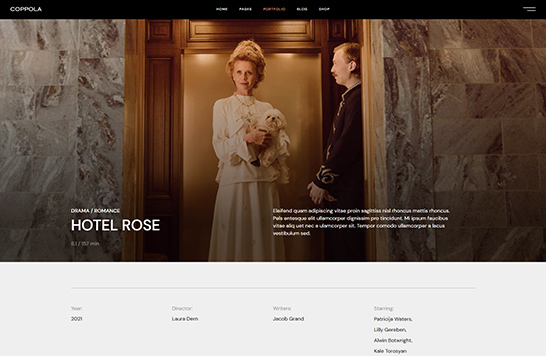 COPPOLA
HOME PAGES PORTFOLIO BLOG SHOP
DRAMA / ROMANCE
HOTEL ROSE
8.1 / 157 min
Eleifend quam adipiscing vitae proin sagittis nisl rhoncus mattis rhoncus.
Pels entesque elit ullamcorper dignissim pro tincidunt. Mi ipsum faucibus
vitae aliq uet nec a ulamcorper sit. Tempor comodo ullamcorper a lacus
vestibulum sed.
Year:
2021
Director:
Laura Dern
Writers:
Jacob Grand
Starring:
Patricija Waters,
Lilly Gereben,
Alwin Botwright,
Kale Torosyan